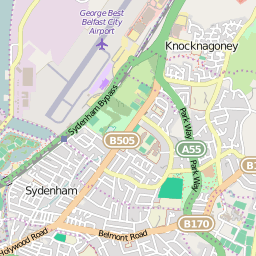 George Best
Belfast City
Airport
Knocknagoney
Sydenham Bypass
Park Way
B505
A55
Park Way
Sydenham
B170
Belmont Road
Holywood Road